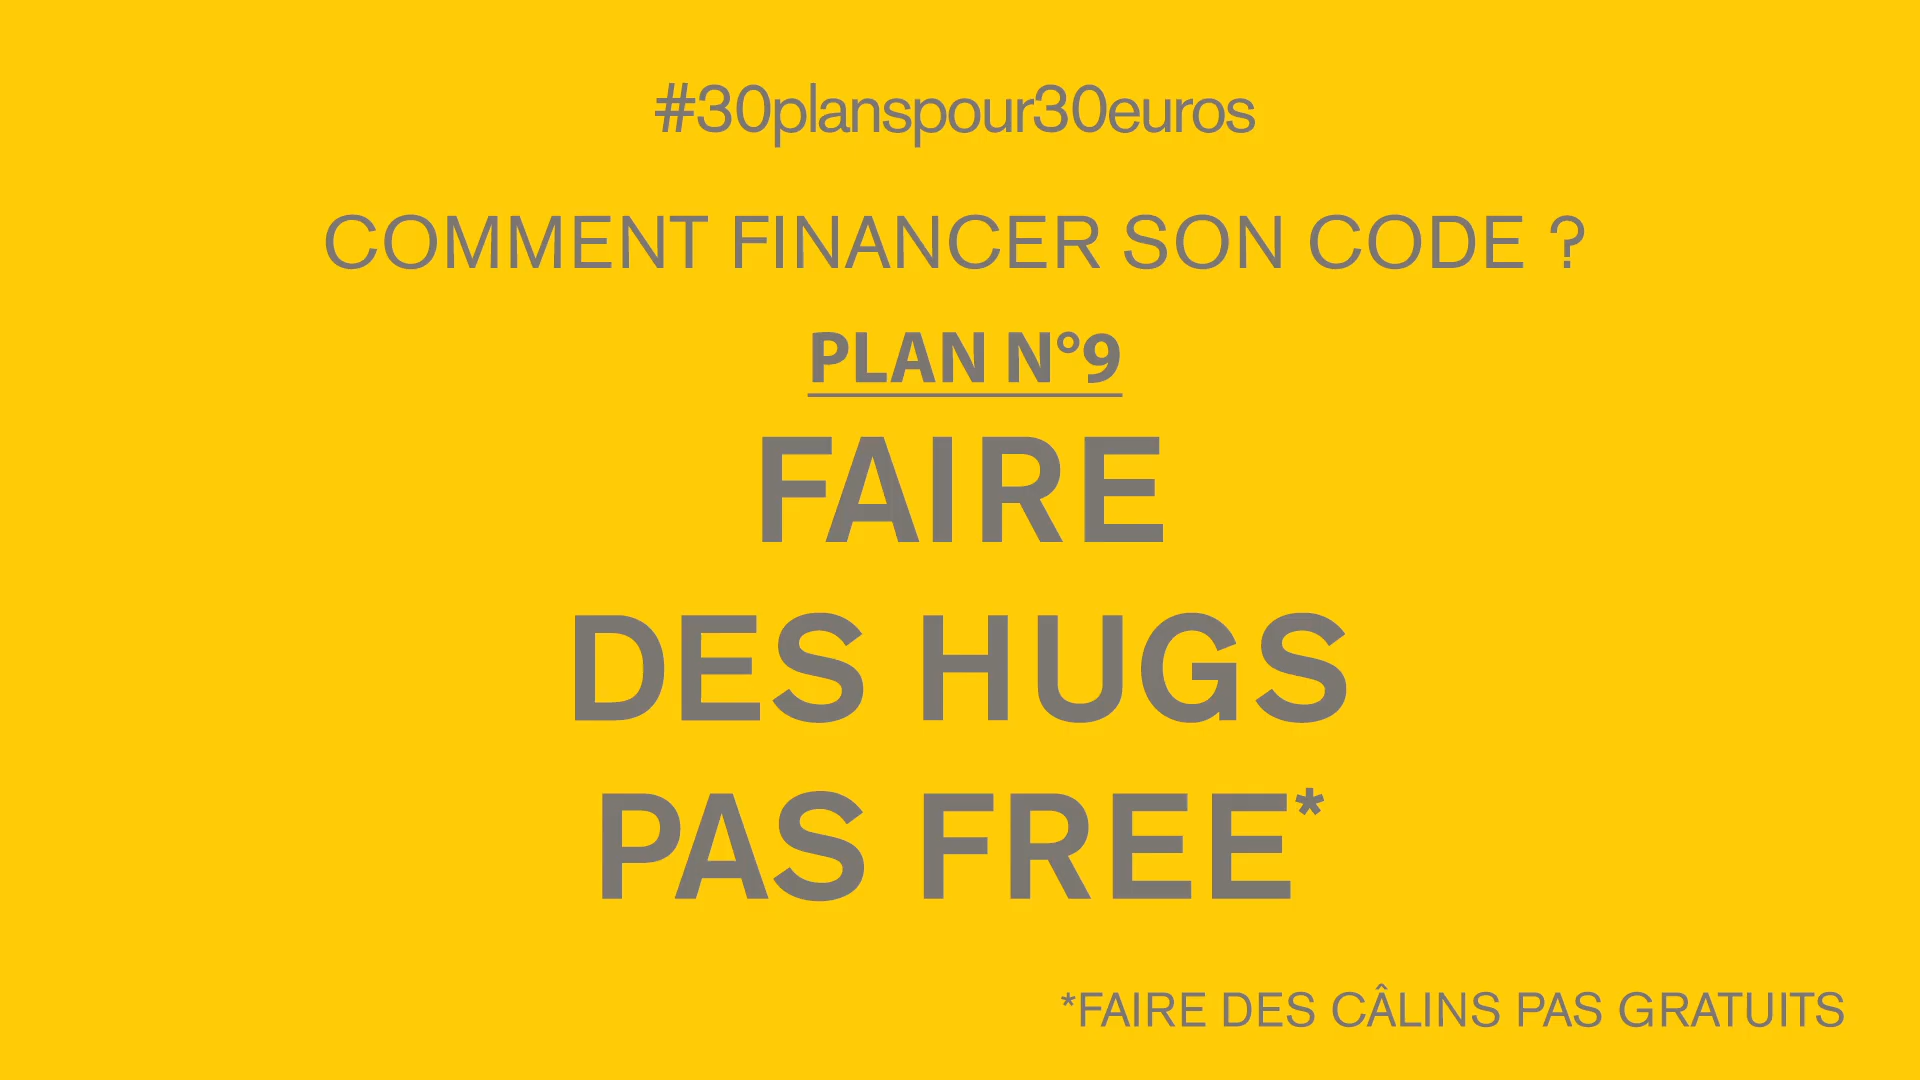 #30planspour30euros
COMMENT FINANCER SON CODE ?
PLAN N°9
FAIRE
DES HUGS
PAS FREE*
*FAIRE DES CÂLINS PAS GRATUITS